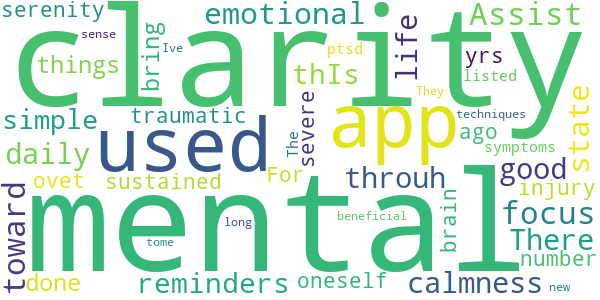 serenity
sense
Ive
emotional
Assist
clarity
things
bring
ptsd
thIs
life
yrs
listed
simple
traumatic
used
The
severe
app
They
techniques
ago
symptoms
state
daily
ovet
sustained
For
throuh
good
injury
toward
mental
long
beneficial
brain
focus
There
number
done
reminders
tome
oneself
calmness
new